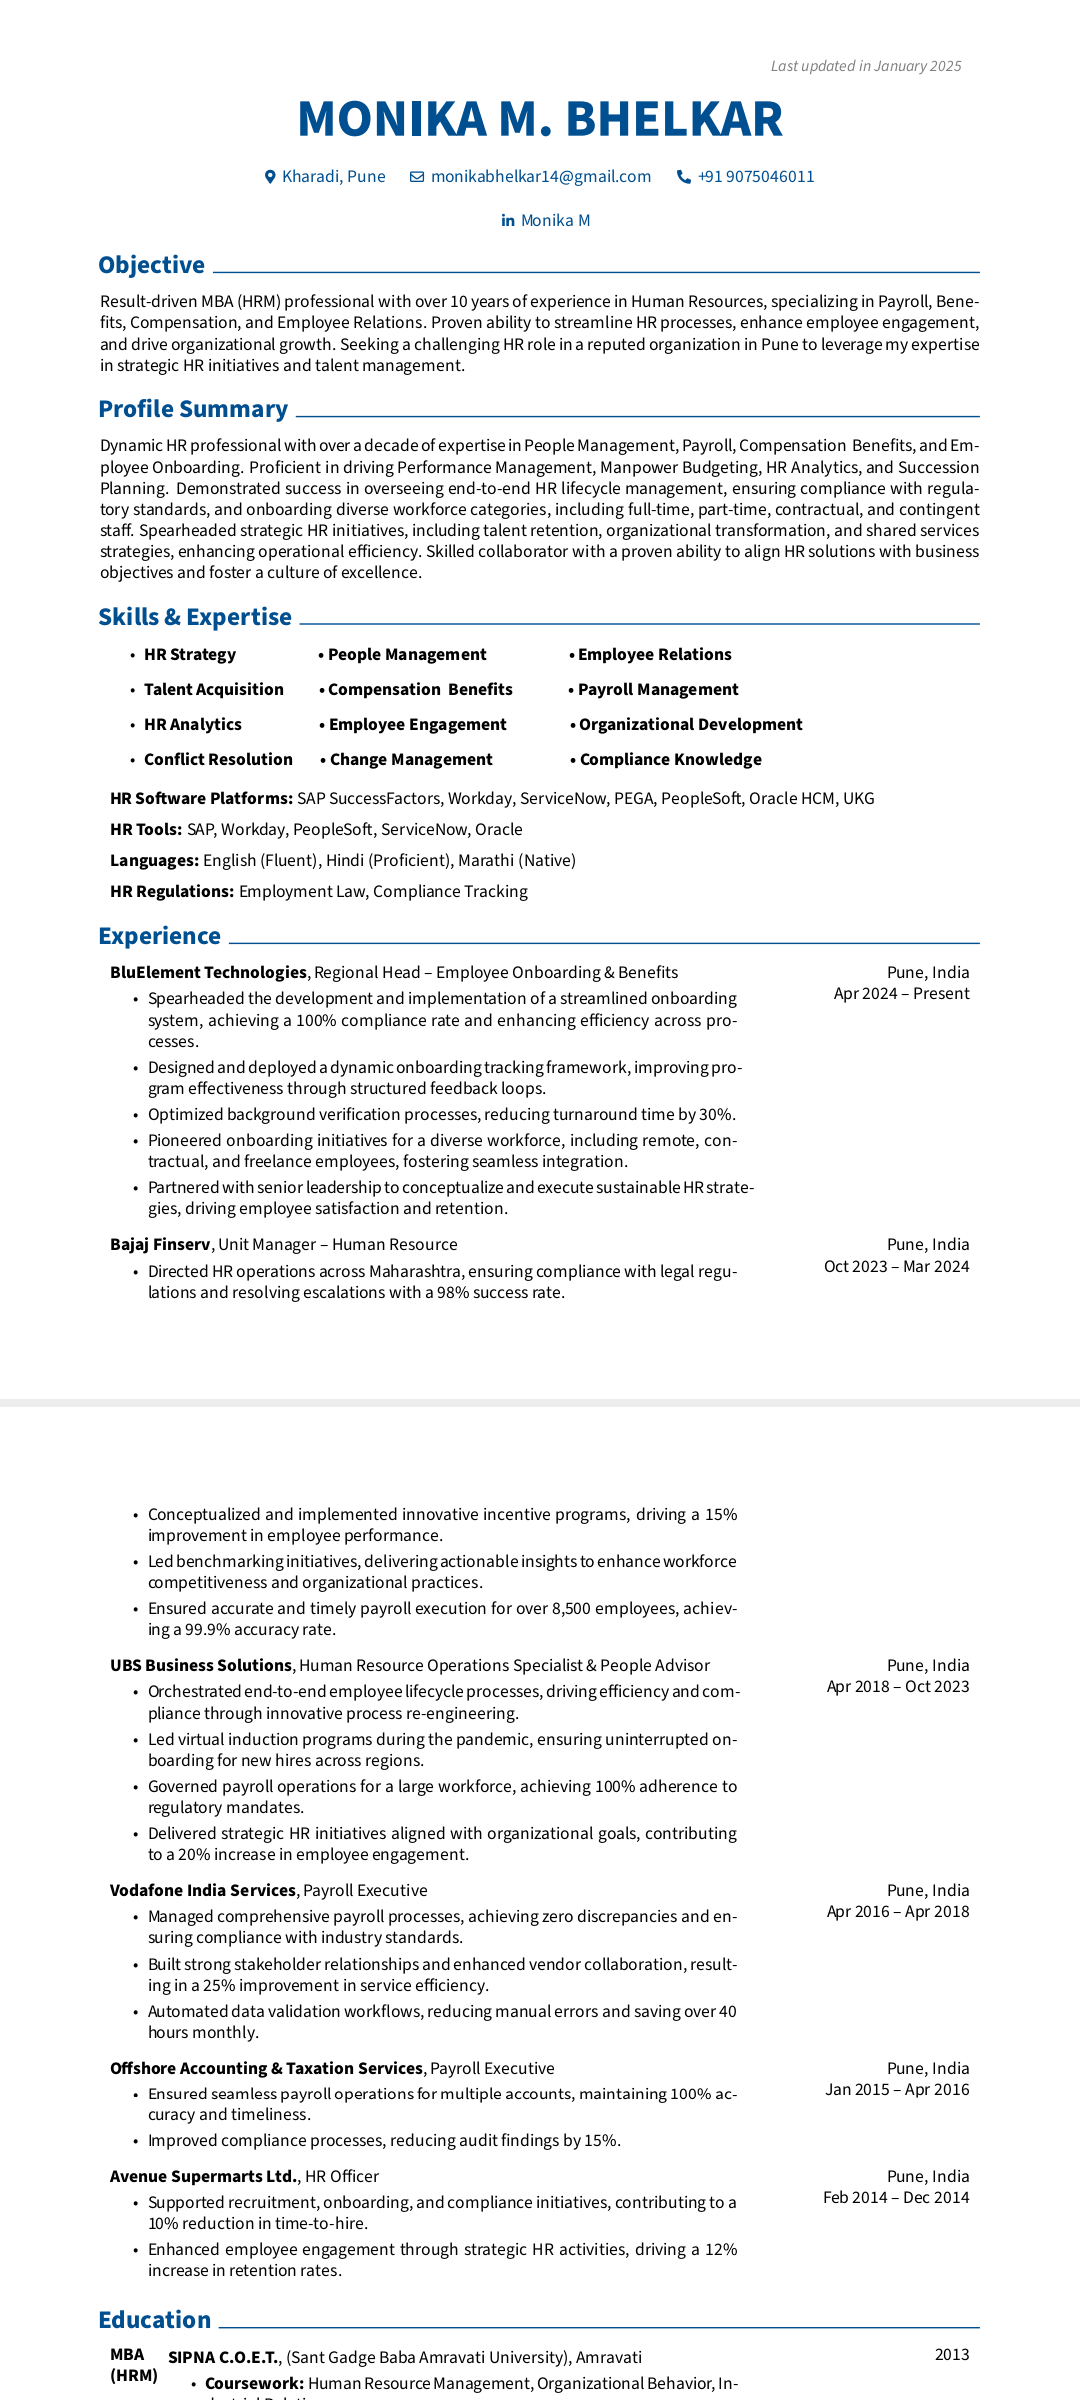 Last updated in January 2025
MONIKA M. BHELKAR
Kharadi, Pune monikabhelkar14@gmail.com +91 9075046011
in Monika M
Objective
Result-driven MBA (HRM) professional with over 10 years of experience in Human Resources, specializing in Payroll, Bene-
fits, Compensation, and Employee Relations. Proven ability to streamline HR processes, enhance employee engagement,
and drive organizational growth. Seeking a challenging HR role in a reputed organization in Pune to leverage my expertise
in strategic HR initiatives and talent management.
Profile Summary
Dynamic HR professional with over a decade of expertise in People Management, Payroll, Compensation Benefits, and Em-
ployee Onboarding. Proficient in driving Performance Management, Manpower Budgeting, HR Analytics, and Succession
Planning. Demonstrated success in overseeing end-to-end HR lifecycle management, ensuring compliance with regula-
tory standards, and onboarding diverse workforce categories, including full-time, part-time, contractual, and contingent
staff. Spearheaded strategic HR initiatives, including talent retention, organizational transformation, and shared services
strategies, enhancing operational efficiency. Skilled collaborator with a proven ability to align HR solutions with business
objectives and foster a culture of excellence.
Skills & Expertise
• HR Strategy • People Management • Employee Relations
• Talent Acquisition • Compensation Benefits • Payroll Management
• HR Analytics • Employee Engagement • Organizational Development
• Conflict Resolution • Change Management • Compliance Knowledge
HR Software Platforms: SAP SuccessFactors, Workday, ServiceNow, PEGA, PeopleSoft, Oracle HCM, UKG
HR Tools: SAP, Workday, PeopleSoft, ServiceNow, Oracle
Languages: English (Fluent), Hindi (Proficient), Marathi (Native)
HR Regulations: Employment Law, Compliance Tracking
Experience
BluElement Technologies, Regional Head – Employee Onboarding & Benefits Pune, India
Apr 2024 – Present
• Spearheaded the development and implementation of a streamlined onboarding
system, achieving a 100% compliance rate and enhancing efficiency across pro-
cesses.
• Designed and deployed a dynamic onboarding tracking framework, improving pro-
gram effectiveness through structured feedback loops.
• Optimized background verification processes, reducing turnaround time by 30%.
• Pioneered onboarding initiatives for a diverse workforce, including remote, con-
tractual, and freelance employees, fostering seamless integration.
• Partnered with senior leadership to conceptualize and execute sustainable HR strate-
gies, driving employee satisfaction and retention.
Bajaj Finserv, Unit Manager – Human Resource Pune, India
Oct 2023 – Mar 2024
• Directed HR operations across Maharashtra, ensuring compliance with legal regu-
lations and resolving escalations with a 98% success rate.
• Conceptualized and implemented innovative incentive programs, driving a 15%
improvement in employee performance.
• Led benchmarking initiatives, delivering actionable insights to enhance workforce
competitiveness and organizational practices.
• Ensured accurate and timely payroll execution for over 8,500 employees, achiev-
ing a 99.9% accuracy rate.
UBS Business Solutions, Human Resource Operations Specialist & People Advisor Pune, India
Apr 2018 – Oct 2023
• Orchestrated end-to-end employee lifecycle processes, driving efficiency and com-
pliance through innovative process re-engineering.
• Led virtual induction programs during the pandemic, ensuring uninterrupted on-
boarding for new hires across regions.
• Governed payroll operations for a large workforce, achieving 100% adherence to
regulatory mandates.
• Delivered strategic HR initiatives aligned with organizational goals, contributing
to a 20% increase in employee engagement.
Vodafone India Services, Payroll Executive Pune, India
Apr 2016 – Apr 2018
• Managed comprehensive payroll processes, achieving zero discrepancies and en-
suring compliance with industry standards.
• Built strong stakeholder relationships and enhanced vendor collaboration, result-
ing in a 25% improvement in service efficiency.
• Automated data validation workflows, reducing manual errors and saving over 40
hours monthly.
Offshore Accounting & Taxation Services, Payroll Executive Pune, India
Jan 2015 – Apr 2016
• Ensured seamless payroll operations for multiple accounts, maintaining 100% ac-
curacy and timeliness.
• Improved compliance processes, reducing audit findings by 15%.
Avenue Supermarts Ltd., HR Officer Pune, India
Feb 2014 – Dec 2014
• Supported recruitment, onboarding, and compliance initiatives, contributing to a
10% reduction in time-to-hire.
• Enhanced employee engagement through strategic HR activities, driving a 12%
increase in retention rates.
Education
MBA SIPNA C.O.E.T., (Sant Gadge Baba Amravati University), Amravati 2013
(HRM)
• Coursework: Human Resource Management, Organizational Behavior, In-